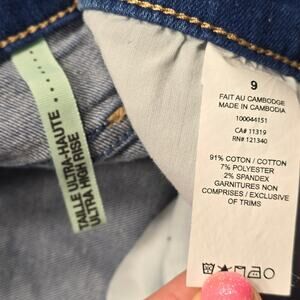 TAILLE ULTRA-HAUTE
ULTRA HIGH RISE
9
FAIT AU CAMBODGE
MADE IN CAMBODIA
100044151
CA# 11319
RN# 121340
91% COTON / COTTON
7% POLYESTER
2% SPANDEX
GARNITURES NON
COMPRISES / EXCLUSIVE
OF TRIMS